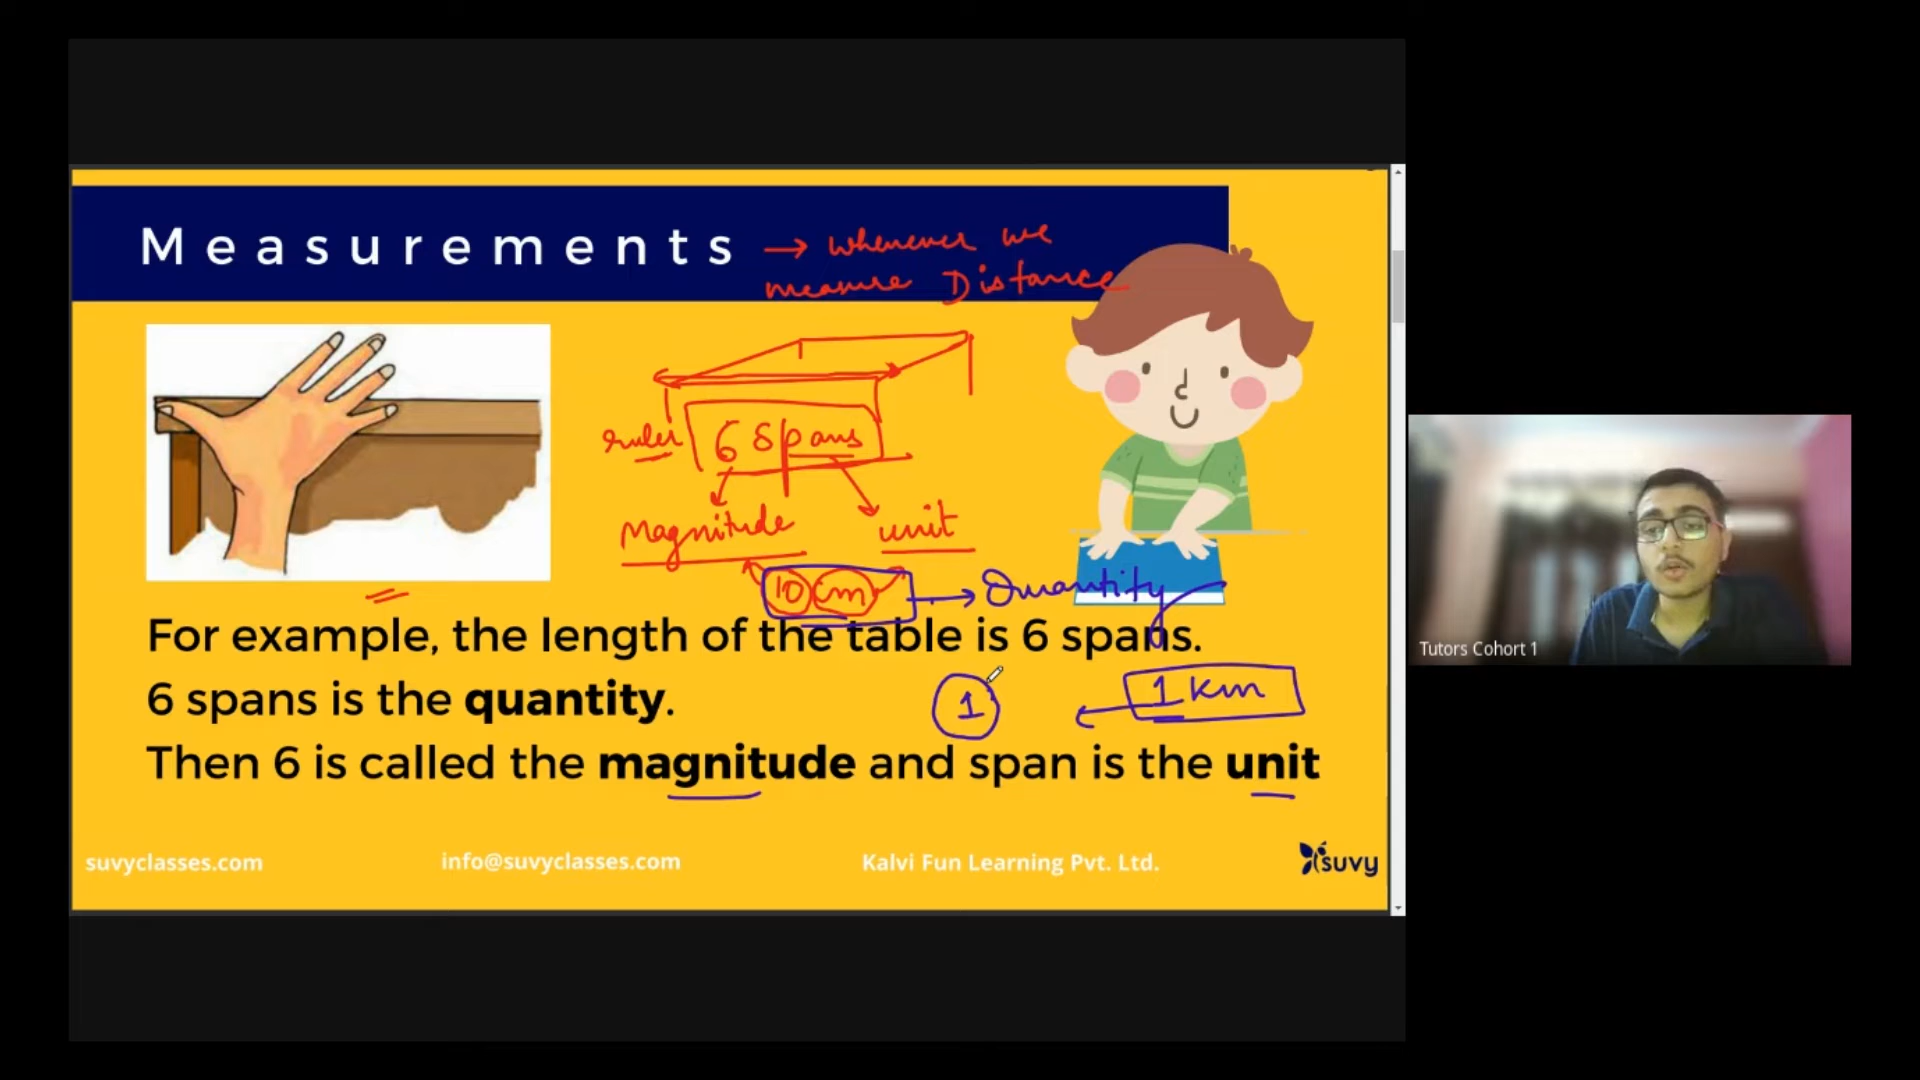 Measurements → whenever we
measure Distance
ruler 6 Spans
Magnitude unit
10 cm → Quantity
For example, the length of the table is 6 spans.
6 spans is the quantity.
1 1 Km
Then 6 is called the magnitude and span is the unit
suvyclasses.com info@suvyclasses.com Kalvi Fun Learning Pvt. Ltd. suvy
Tutors Cohort 1